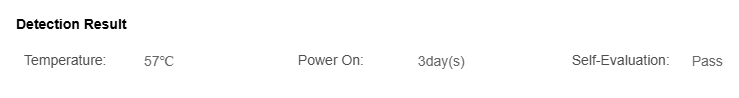 Detection Result
Temperature: 57℃ Power On: 3day(s) Self-Evaluation: Pass